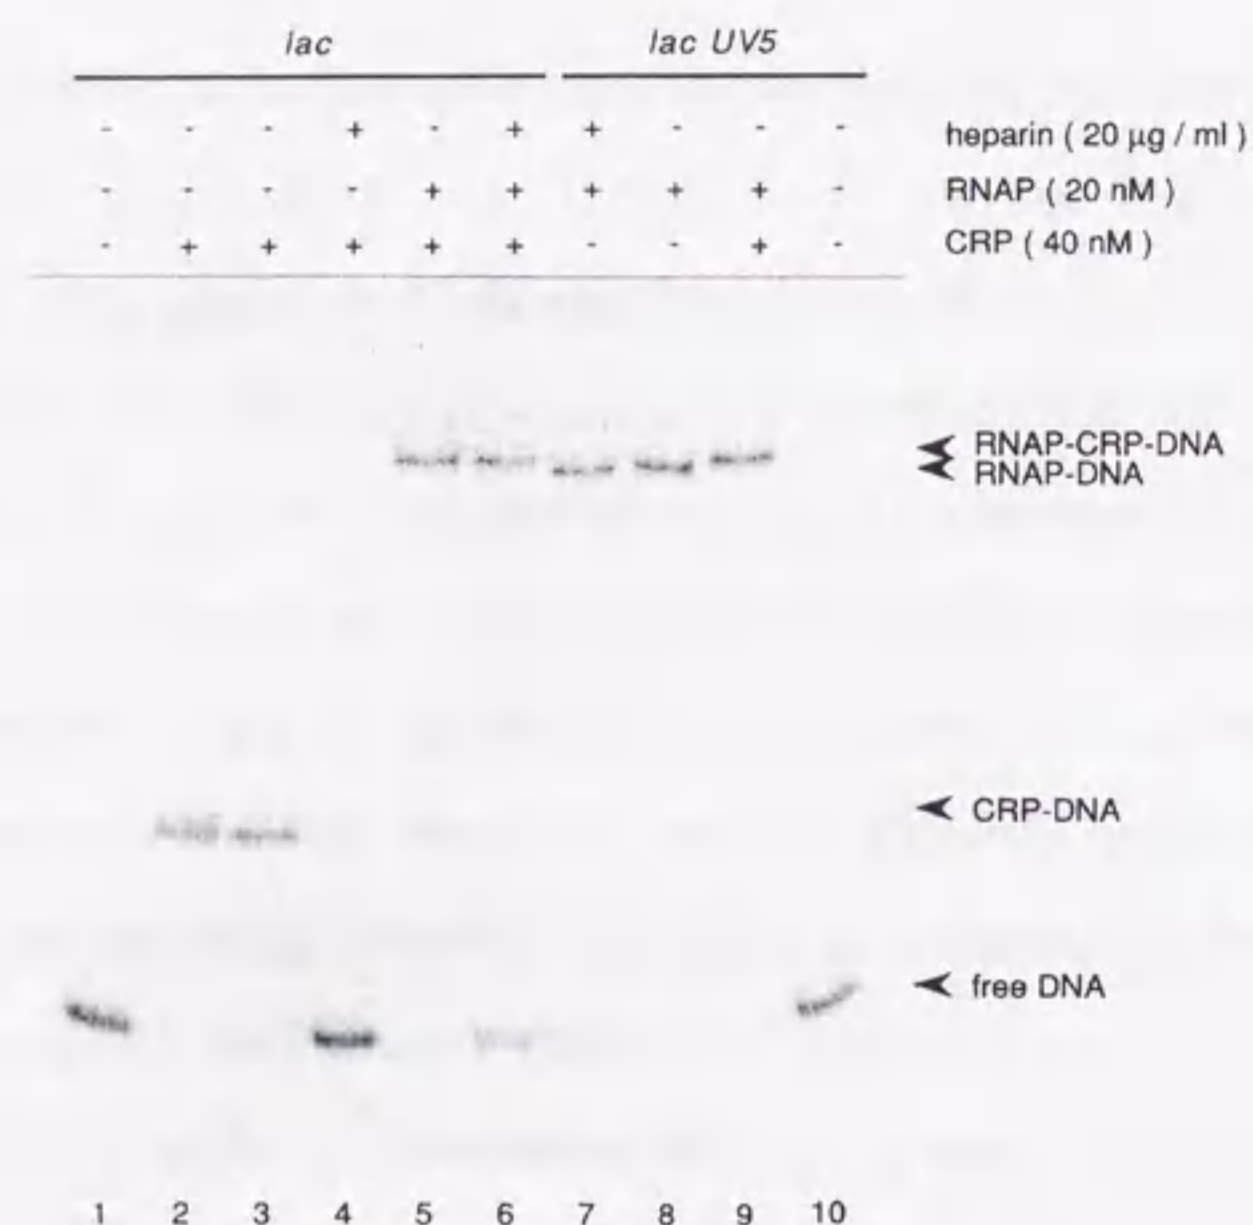 lac lac UV5
- - - + - + + - - - heparin ( 20 µg / ml )
- - - - + + + + + - RNAP ( 20 nM )
- + + + + + - - + - CRP ( 40 nM )
RNAP-CRP-DNA
RNAP-DNA
CRP-DNA
free DNA
1 2 3 4 5 6 7 8 9 10